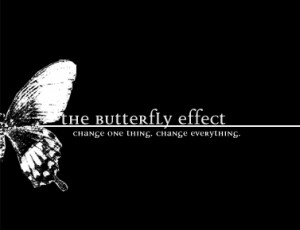 the Butterfly effect
change one thing. change everything.